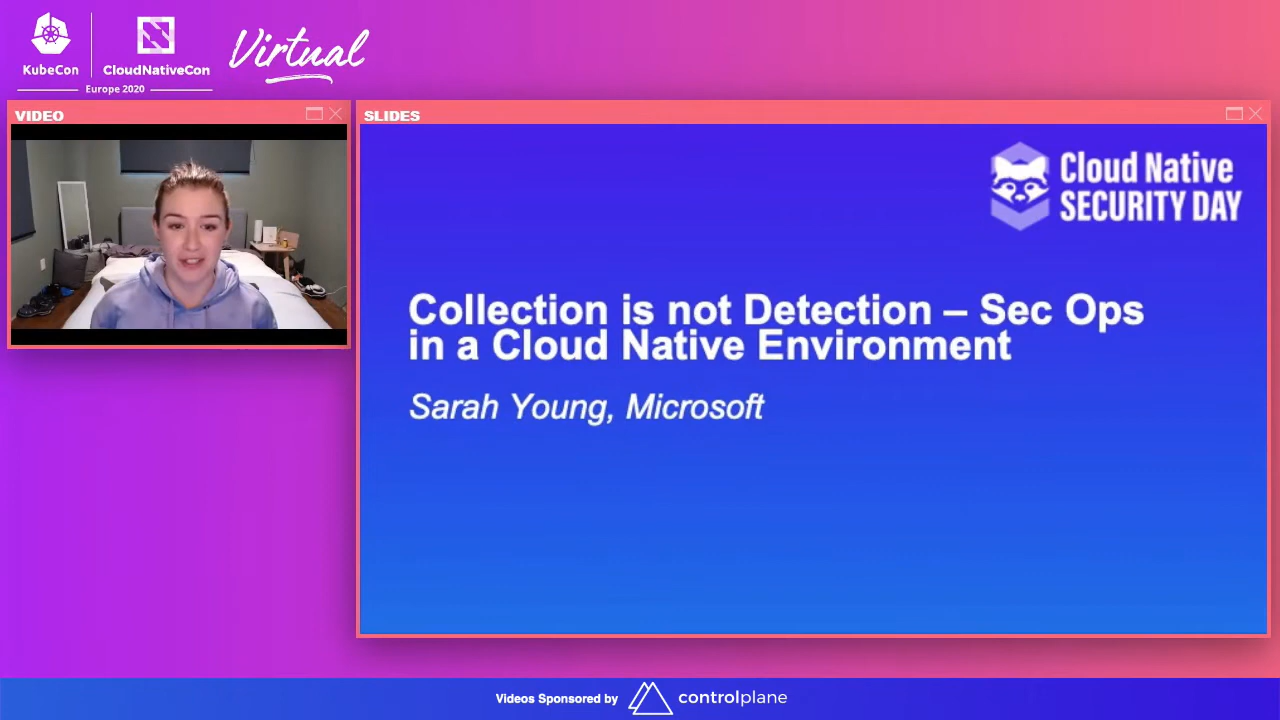 KubeCon
CloudNativeCon
Europe 2020
Virtual
VIDEO
SLIDES
Cloud Native
SECURITY DAY
Collection is not Detection – Sec Ops
in a Cloud Native Environment
Sarah Young, Microsoft
Videos Sponsored by
controlplane